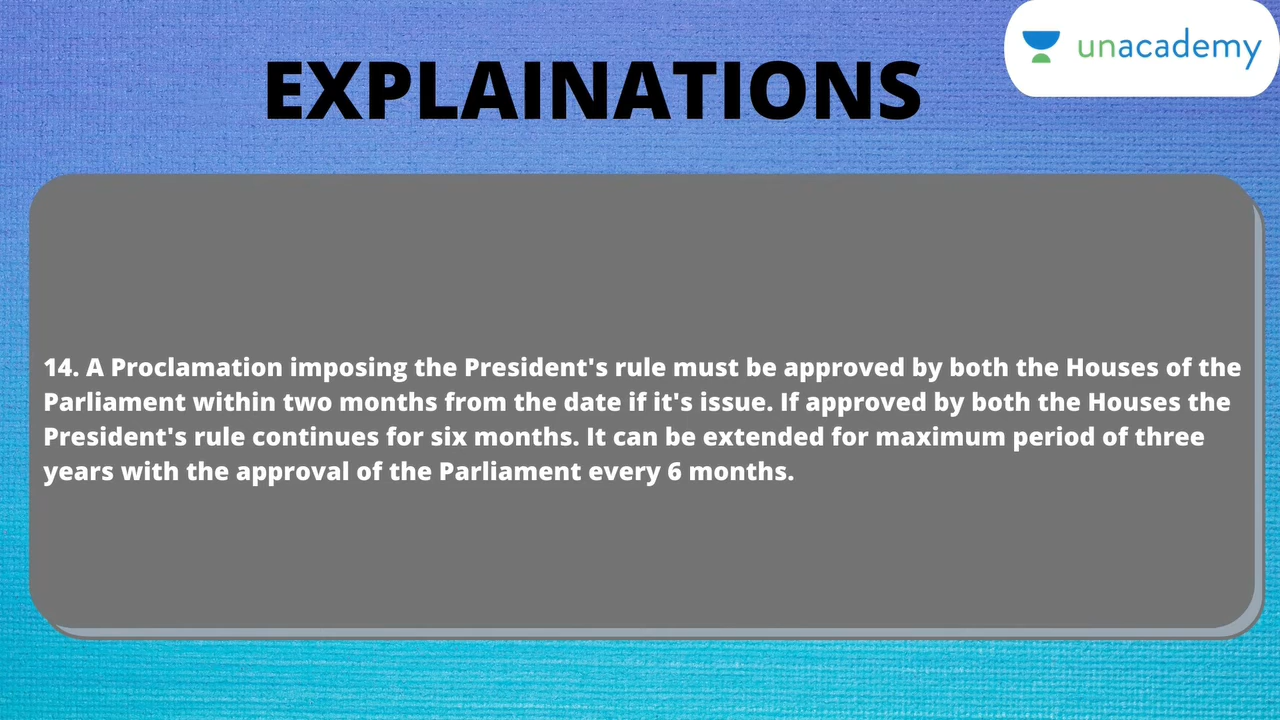 unacademy
EXPLAINATIONS
14. A Proclamation imposing the President's rule must be approved by both the Houses of the
Parliament within two months from the date if it's issue. If approved by both the Houses the
President's rule continues for six months. It can be extended for maximum period of three
years with the approval of the Parliament every 6 months.